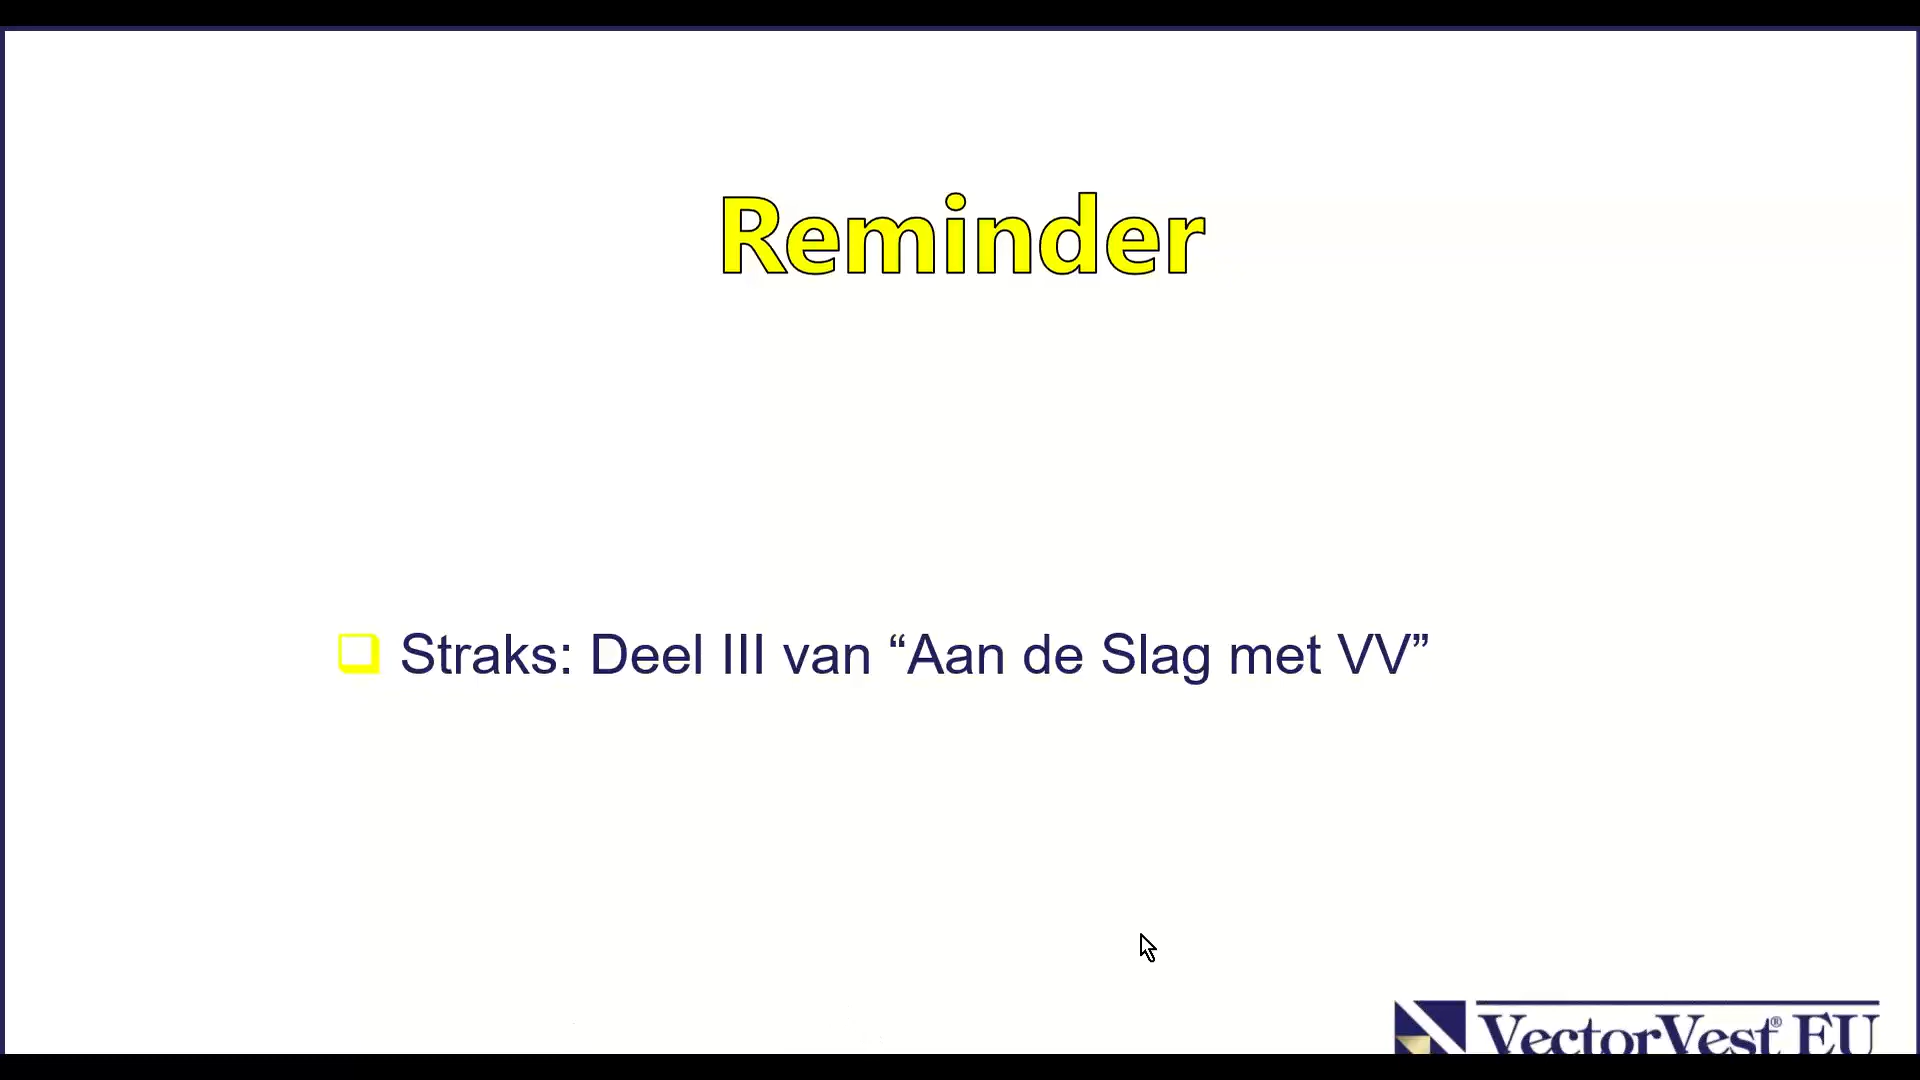 Reminder
Straks: Deel III van “Aan de Slag met VV”
VectorVest® EU